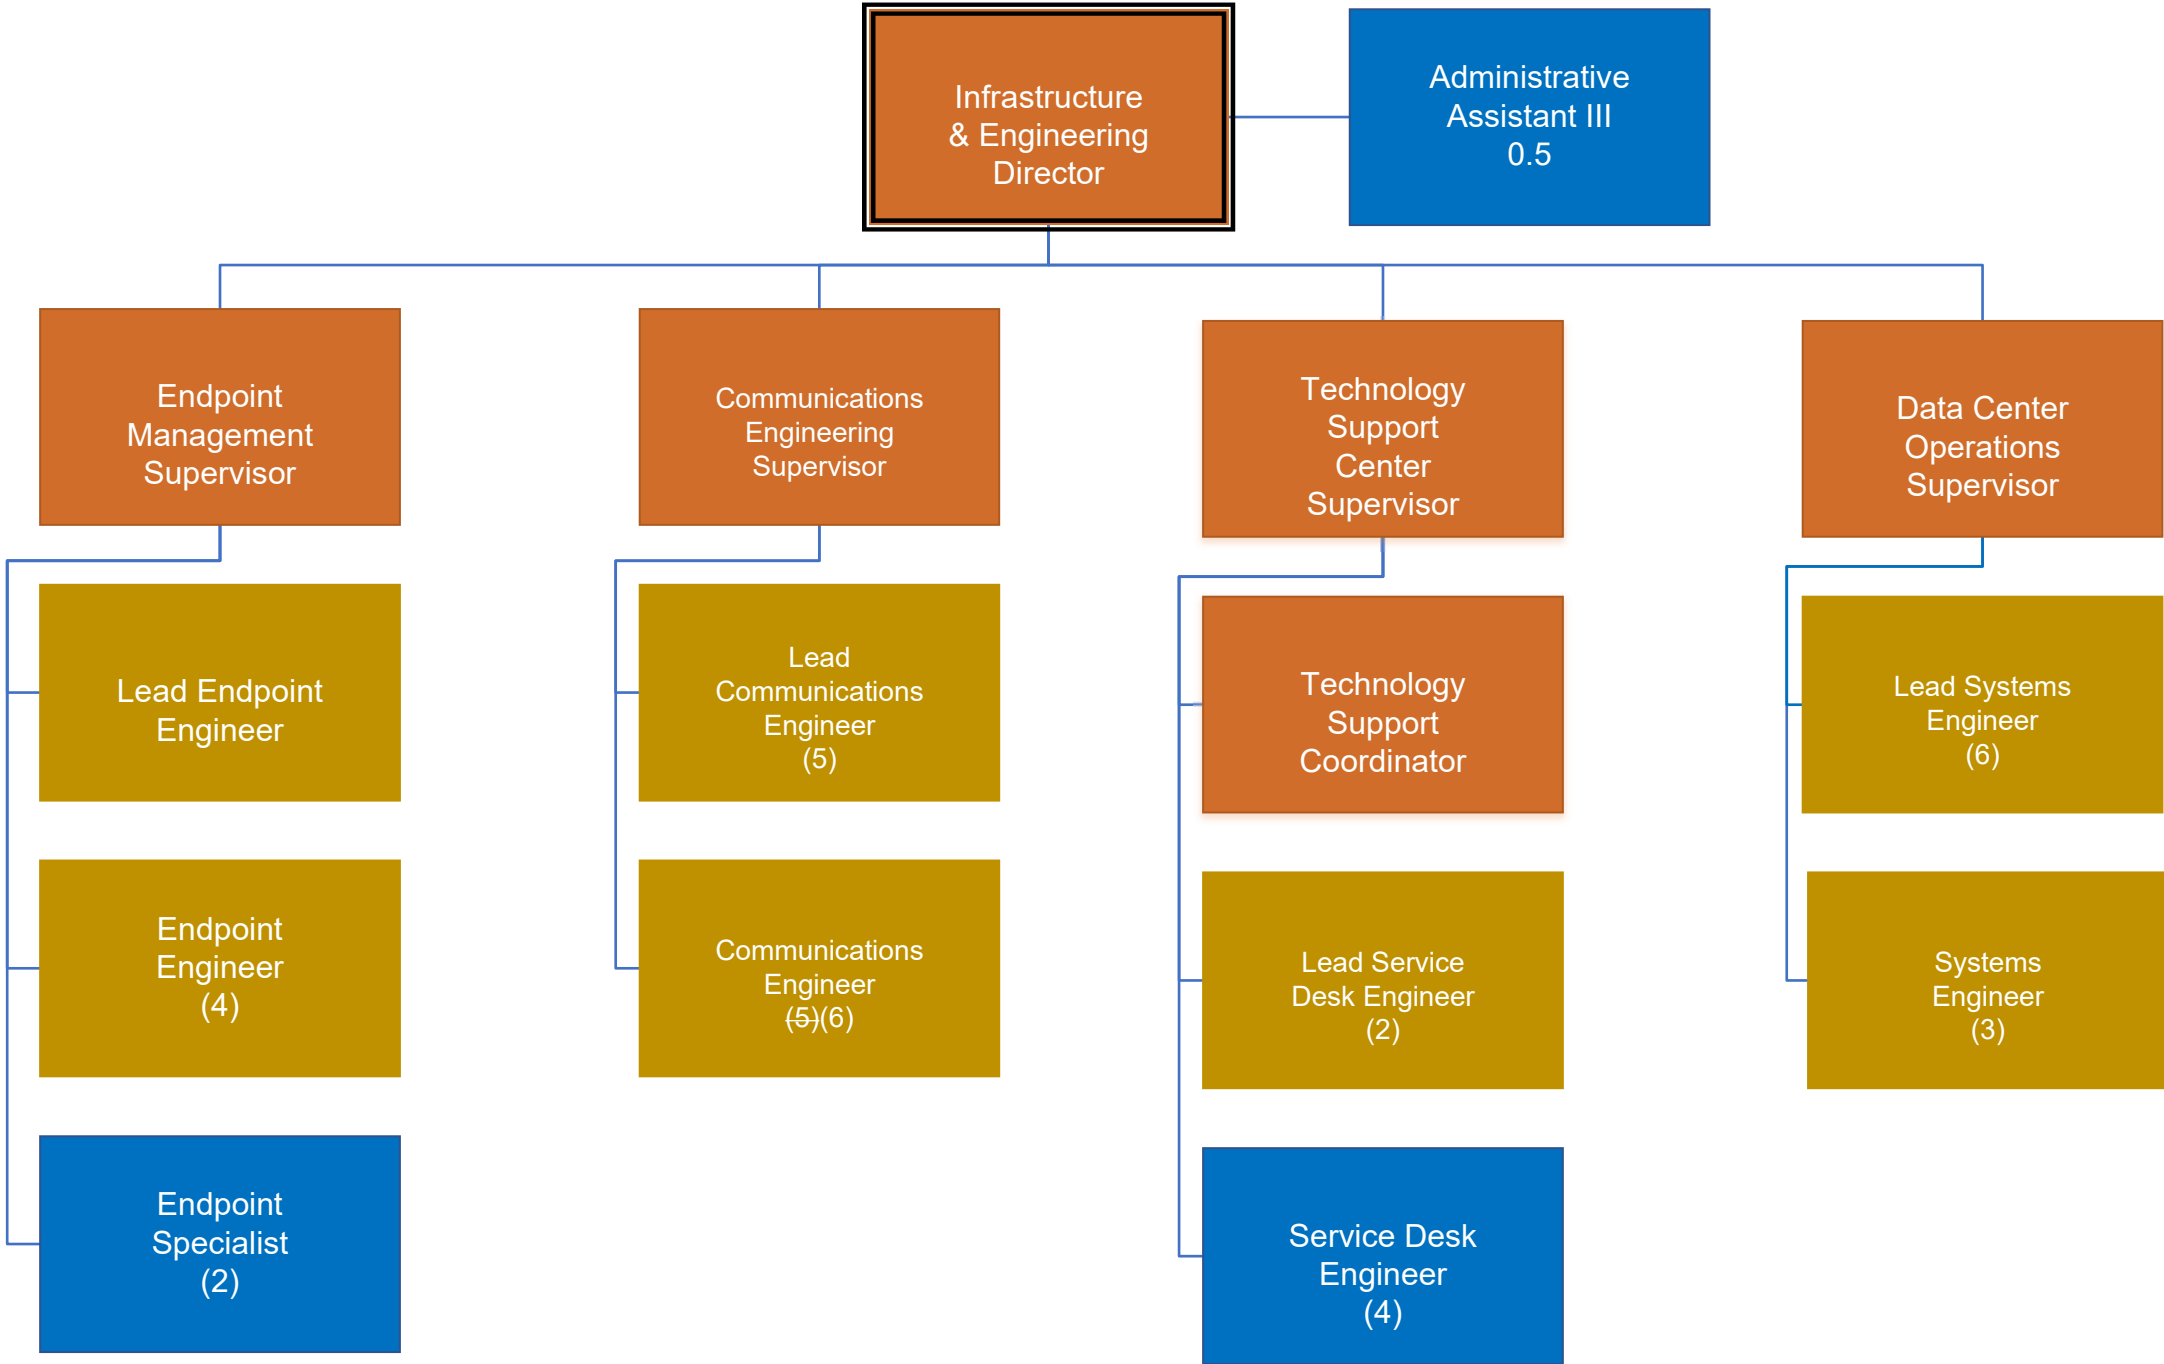 Infrastructure
& Engineering
Director
Administrative
Assistant III
0.5
Endpoint
Management
Supervisor
Communications
Engineering
Supervisor
Technology
Support
Center
Supervisor
Data Center
Operations
Supervisor
Lead Endpoint
Engineer
Lead
Communications
Engineer
(5)
Technology
Support
Coordinator
Lead Systems
Engineer
(6)
Endpoint
Engineer
(4)
Communications
Engineer
(5)(6)
Lead Service
Desk Engineer
(2)
Systems
Engineer
(3)
Endpoint
Specialist
(2)
Service Desk
Engineer
(4)